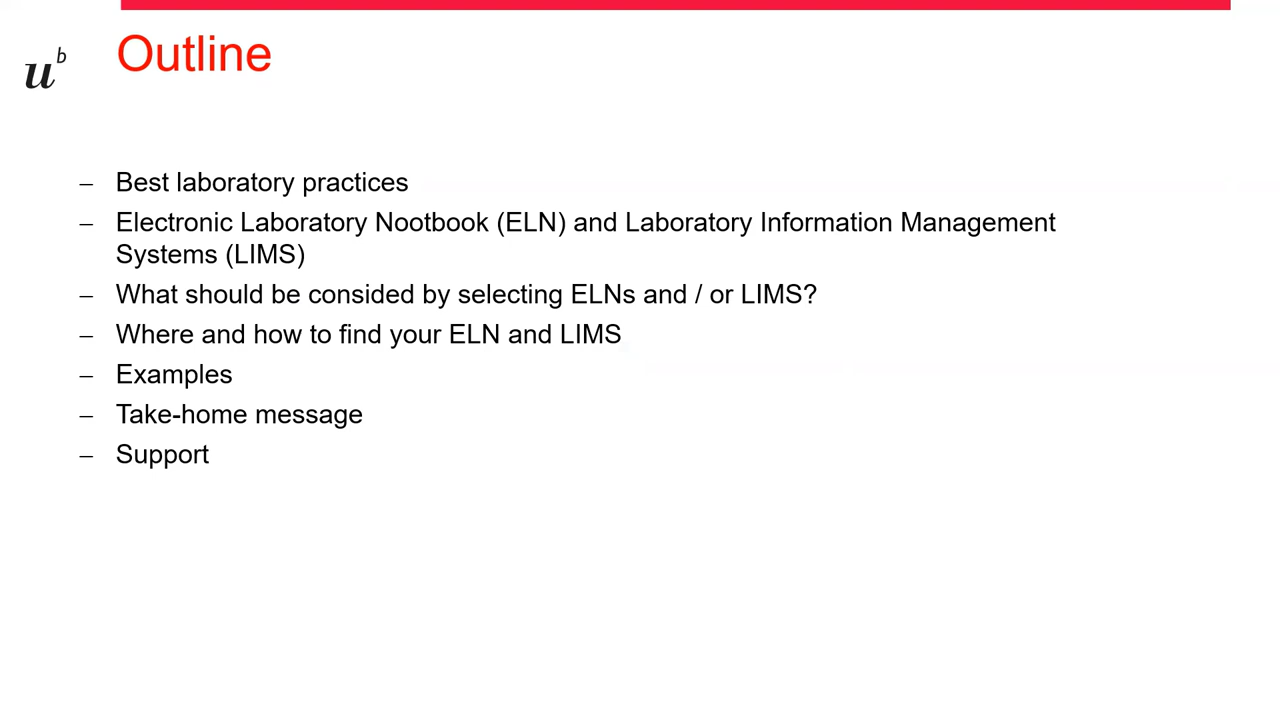 Outline
u b
– Best laboratory practices
– Electronic Laboratory Nootbook (ELN) and Laboratory Information Management
Systems (LIMS)
– What should be consided by selecting ELNs and / or LIMS?
– Where and how to find your ELN and LIMS
– Examples
– Take-home message
– Support